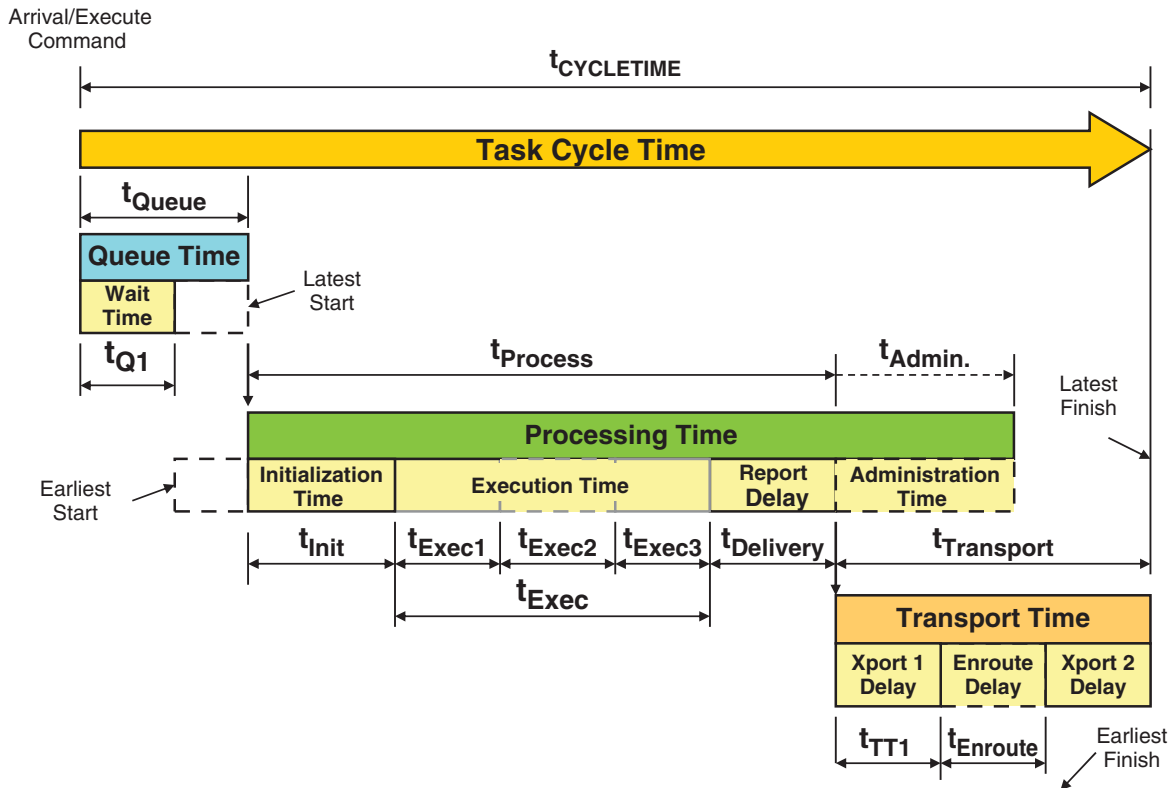 Arrival/Execute
Command
tCYCLETIME
Task Cycle Time
tQueue
Queue Time
Wait
Time
Latest
Start
tQ1
tProcess
tAdmin.
Latest
Finish
Processing Time
Earliest
Start
Initialization
Time
Execution Time
Report
Delay
Administration
Time
tInit
tExec1
tExec2
tExec3
tDelivery
tTransport
tExec
Transport Time
Xport 1
Delay
Enroute
Delay
Xport 2
Delay
tTT1
tEnroute
Earliest
Finish